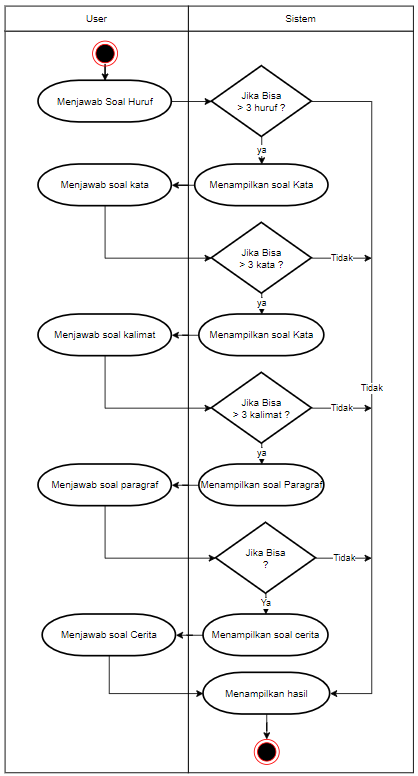 User
Sistem
Menjawab Soal Huruf
Jika Bisa
> 3 huruf ?
ya
Menjawab soal kata
Menampilkan soal Kata
Jika Bisa
> 3 kata ?
Tidak
ya
Menjawab soal kalimat
Menampilkan soal Kata
Tidak
Jika Bisa
> 3 kalimat ?
Tidak
ya
Menjawab soal paragraf
Menampilkan soal Paragraf
Jika Bisa
?
Tidak
Ya
Menjawab soal Cerita
Menampilkan soal cerita
Menampilkan hasil